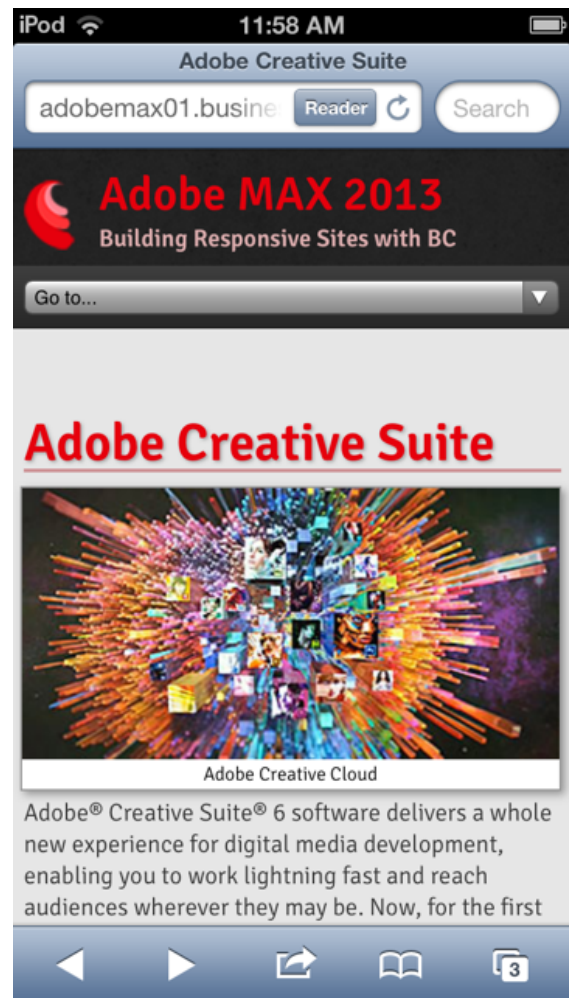 iPod 11:58 AM
Adobe Creative Suite
adobemax01.busine Reader Search
Adobe MAX 2013
Building Responsive Sites with BC
Go to...
Adobe Creative Suite
Adobe Creative Cloud
Adobe® Creative Suite® 6 software delivers a whole
new experience for digital media development,
enabling you to work lightning fast and reach
audiences wherever they may be. Now, for the first
3